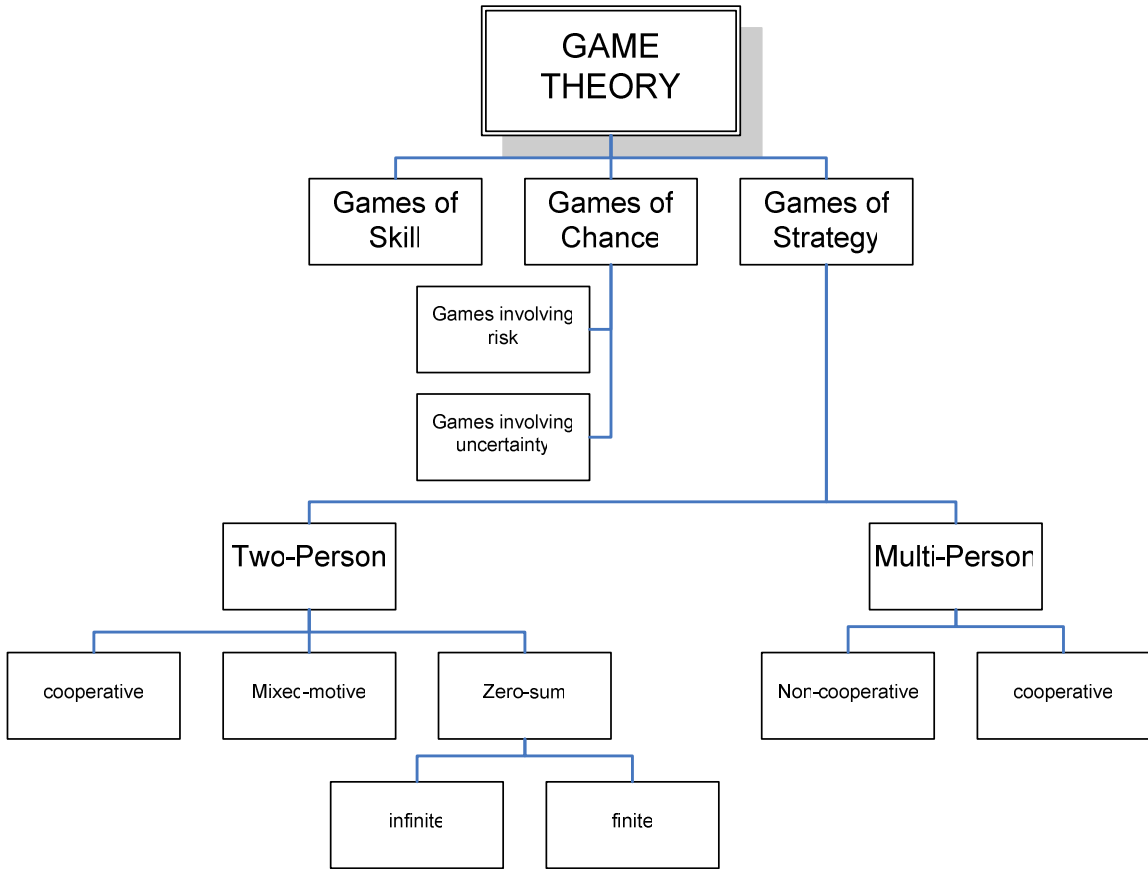 GAME
THEORY
Games of
Skill
Games of
Chance
Games of
Strategy
Games involving
risk
Games involving
uncertainty
Two-Person
Multi-Person
cooperative
Mixed-motive
Zero-sum
Non-cooperative
cooperative
infinite
finite